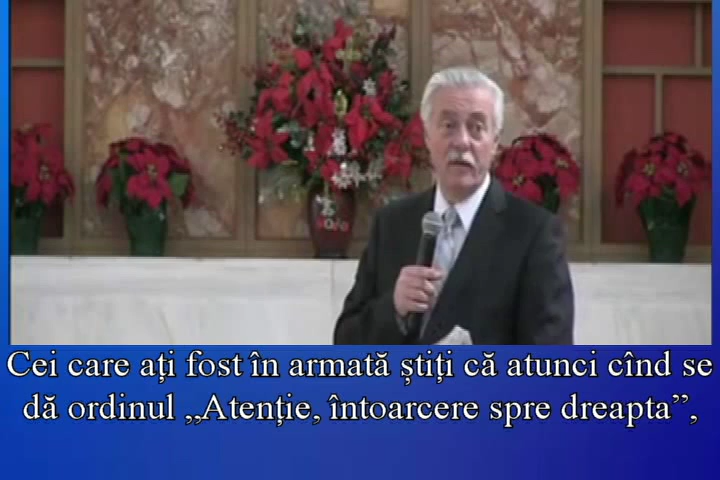 Cei care ați fost în armată știți că atunci cînd se
dă ordinul „Atenție, întoarcere spre dreapta”,